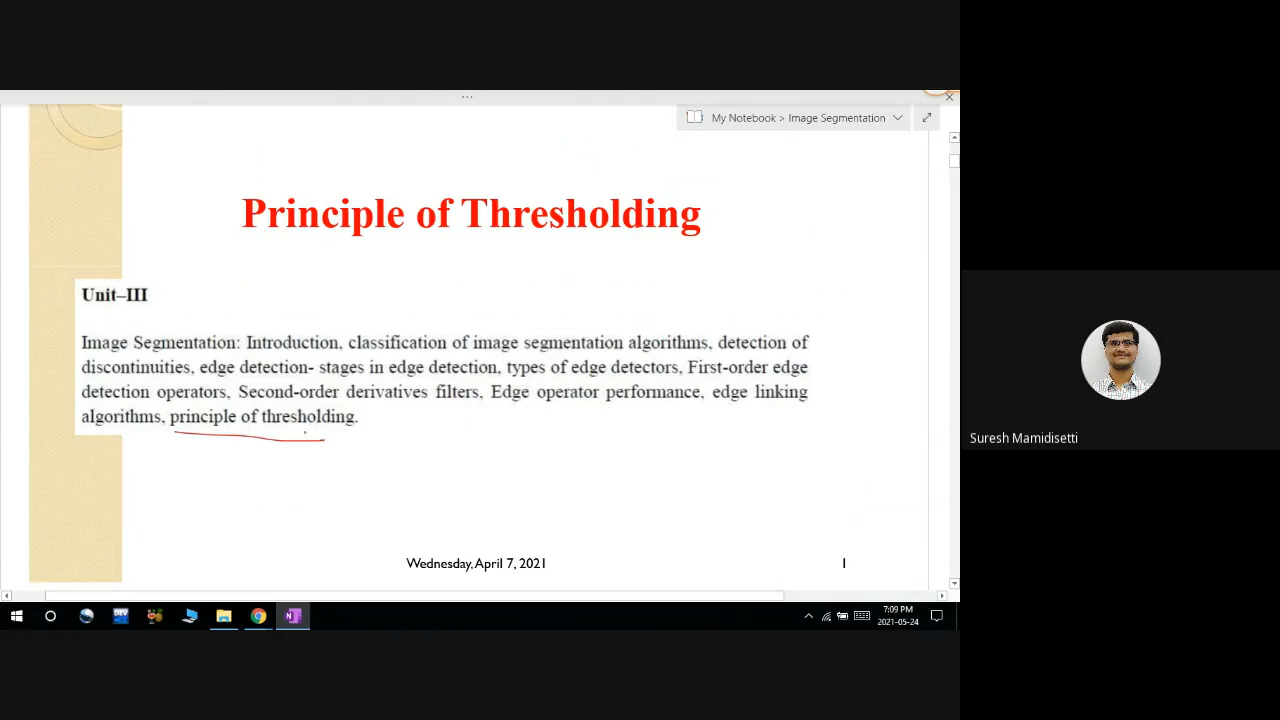 My Notebook > Image Segmentation
Principle of Thresholding
Unit–III
Image Segmentation: Introduction, classification of image segmentation algorithms, detection of
discontinuities, edge detection- stages in edge detection, types of edge detectors, First-order edge
detection operators, Second-order derivatives filters, Edge operator performance, edge linking
algorithms, principle of thresholding.
Suresh Mamidisetti
Wednesday, April 7, 2021
1
DEV
N
7:09 PM
2021-05-24